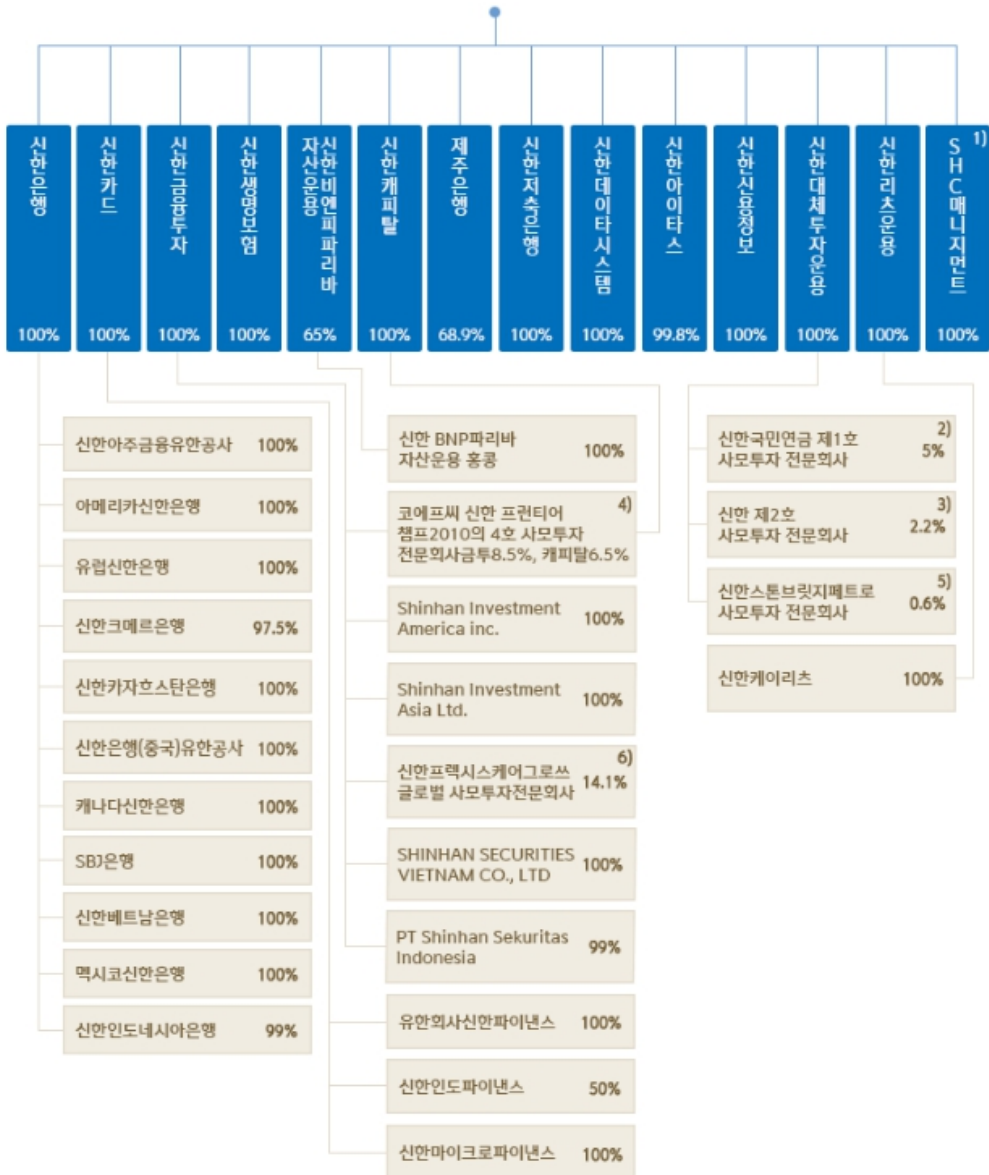 신한은행
100%
신한카드
100%
신한금융투자
100%
신한생명보험
100%
신한비엔피파리바
자산운용
65%
신한캐피탈
100%
제주은행
68.9%
신한저축은행
100%
신한데이타시스템
100%
신한아이타스
99.8%
신한신용정보
100%
신한대체투자운용
100%
신한리츠운용
100%
SHC매니지먼트 1)
100%
신한아주금융유한공사 100%
아메리카신한은행 100%
유럽신한은행 100%
신한크메르은행 97.5%
신한카자흐스탄은행 100%
신한은행(중국)유한공사 100%
캐나다신한은행 100%
SBJ은행 100%
신한베트남은행 100%
멕시코신한은행 100%
신한인도네시아은행 99%
신한 BNP파리바
자산운용 홍콩 100%
코에프씨 신한 프런티어 4)
챔프2010의 4호 사모투자
전문회사금투8.5%, 캐피탈6.5%
Shinhan Investment
America inc. 100%
Shinhan Investment
Asia Ltd. 100%
신한프렉시스케어그로쓰 6)
글로벌 사모투자전문회사 14.1%
SHINHAN SECURITIES
VIETNAM CO., LTD 100%
PT Shinhan Sekuritas
Indonesia 99%
유한회사신한파이낸스 100%
신한인도파이낸스 50%
신한마이크로파이낸스 100%
신한국민연금 제1호 2)
사모투자 전문회사 5%
신한 제2호 3)
사모투자 전문회사 2.2%
신한스톤브릿지페트로 5)
사모투자 전문회사 0.6%
신한케이리츠 100%